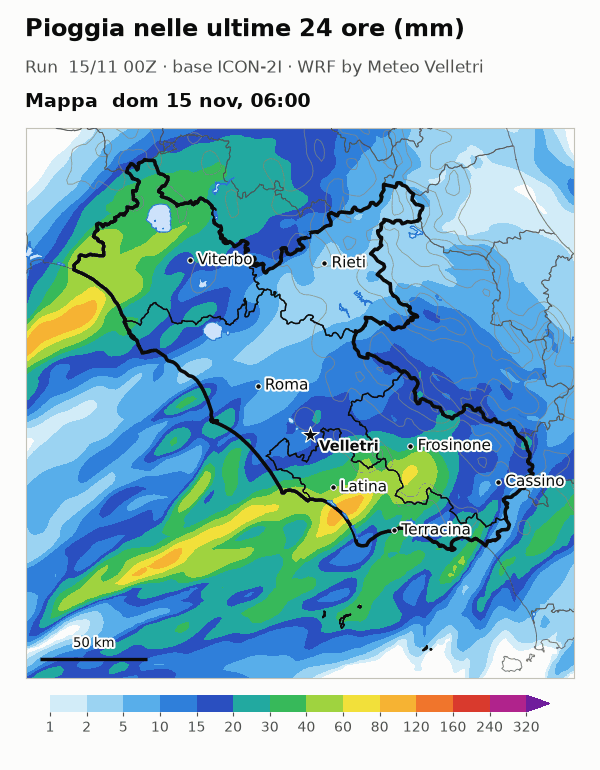 Pioggia nelle ultime 24 ore (mm)
Run  15/11 00Z · base ICON-2I · WRF by Meteo Velletri
Mappa  dom 15 nov, 06:00
Viterbo
Rieti
Roma
Velletri
Frosinone
Latina
Cassino
Terracina
50 km
1 2 5 10 15 20 30 40 60 80 120 160 240 320